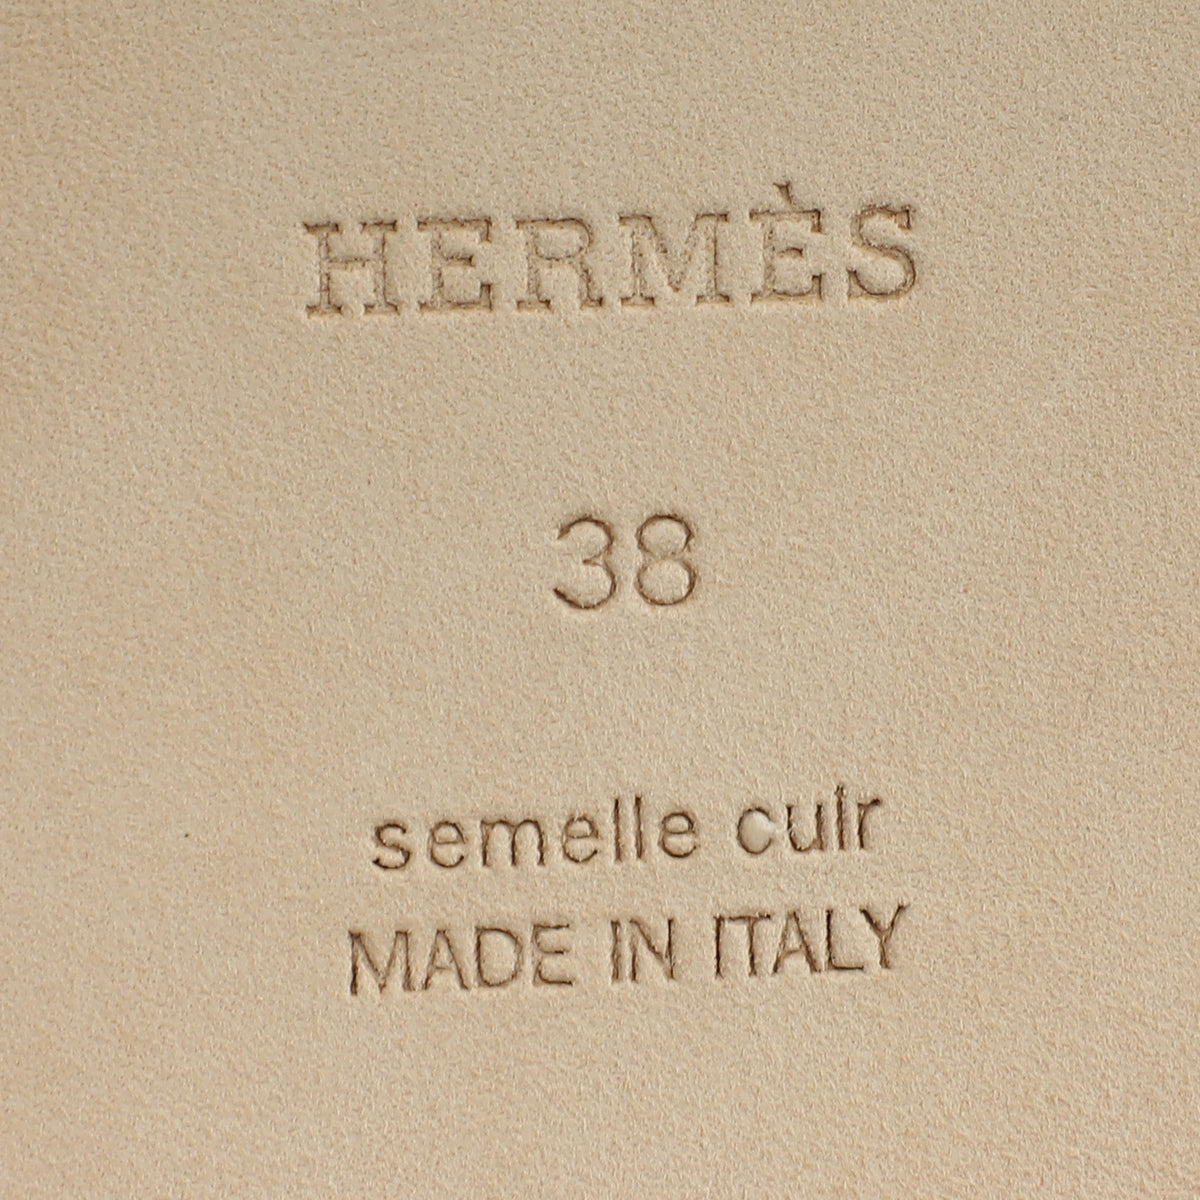 HERMÈS
38
semelle cuir
MADE IN ITALY